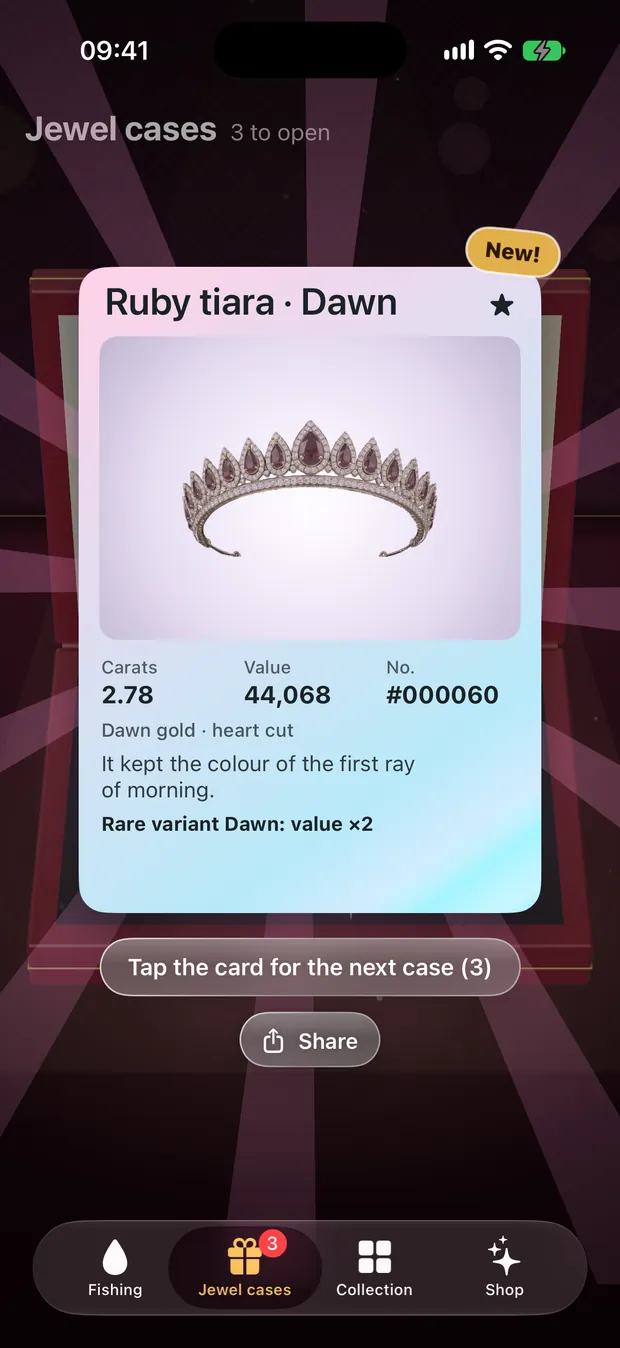 09:41
Jewel cases 3 to open
New!
Ruby tiara · Dawn
Carats Value No.
2.78 44,068 #000060
Dawn gold · heart cut
It kept the colour of the first ray
of morning.
Rare variant Dawn: value ×2
Tap the card for the next case (3)
Share
3
Fishing Jewel cases Collection Shop